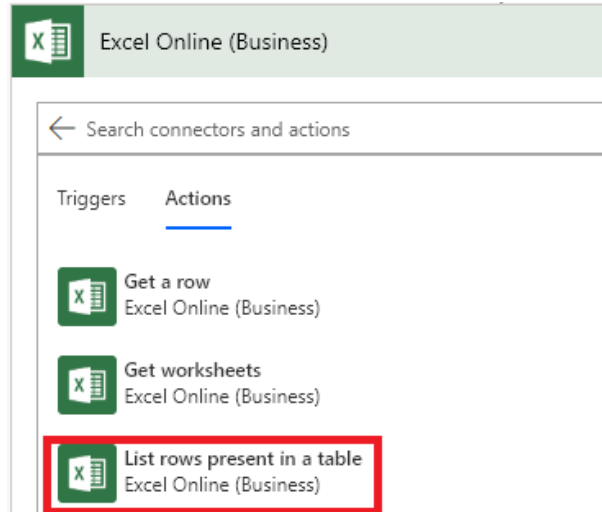 Excel Online (Business)
Search connectors and actions
Triggers Actions
Get a row
Excel Online (Business)
Get worksheets
Excel Online (Business)
List rows present in a table
Excel Online (Business)